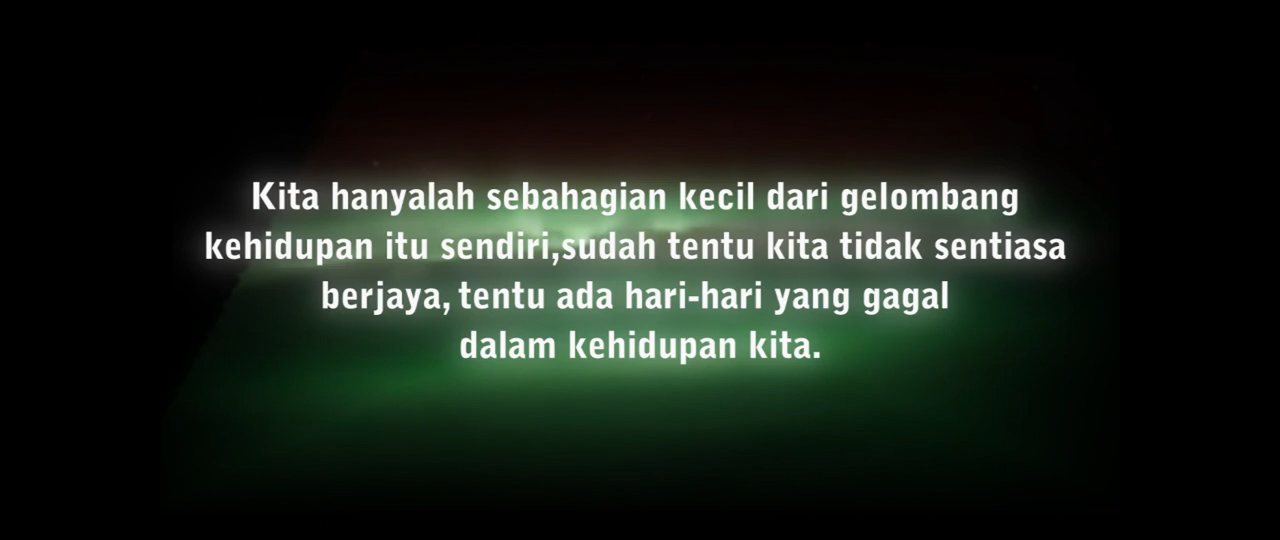 Kita hanyalah sebahagian kecil dari gelombang
kehidupan itu sendiri,sudah tentu kita tidak sentiasa
berjaya, tentu ada hari-hari yang gagal
dalam kehidupan kita.